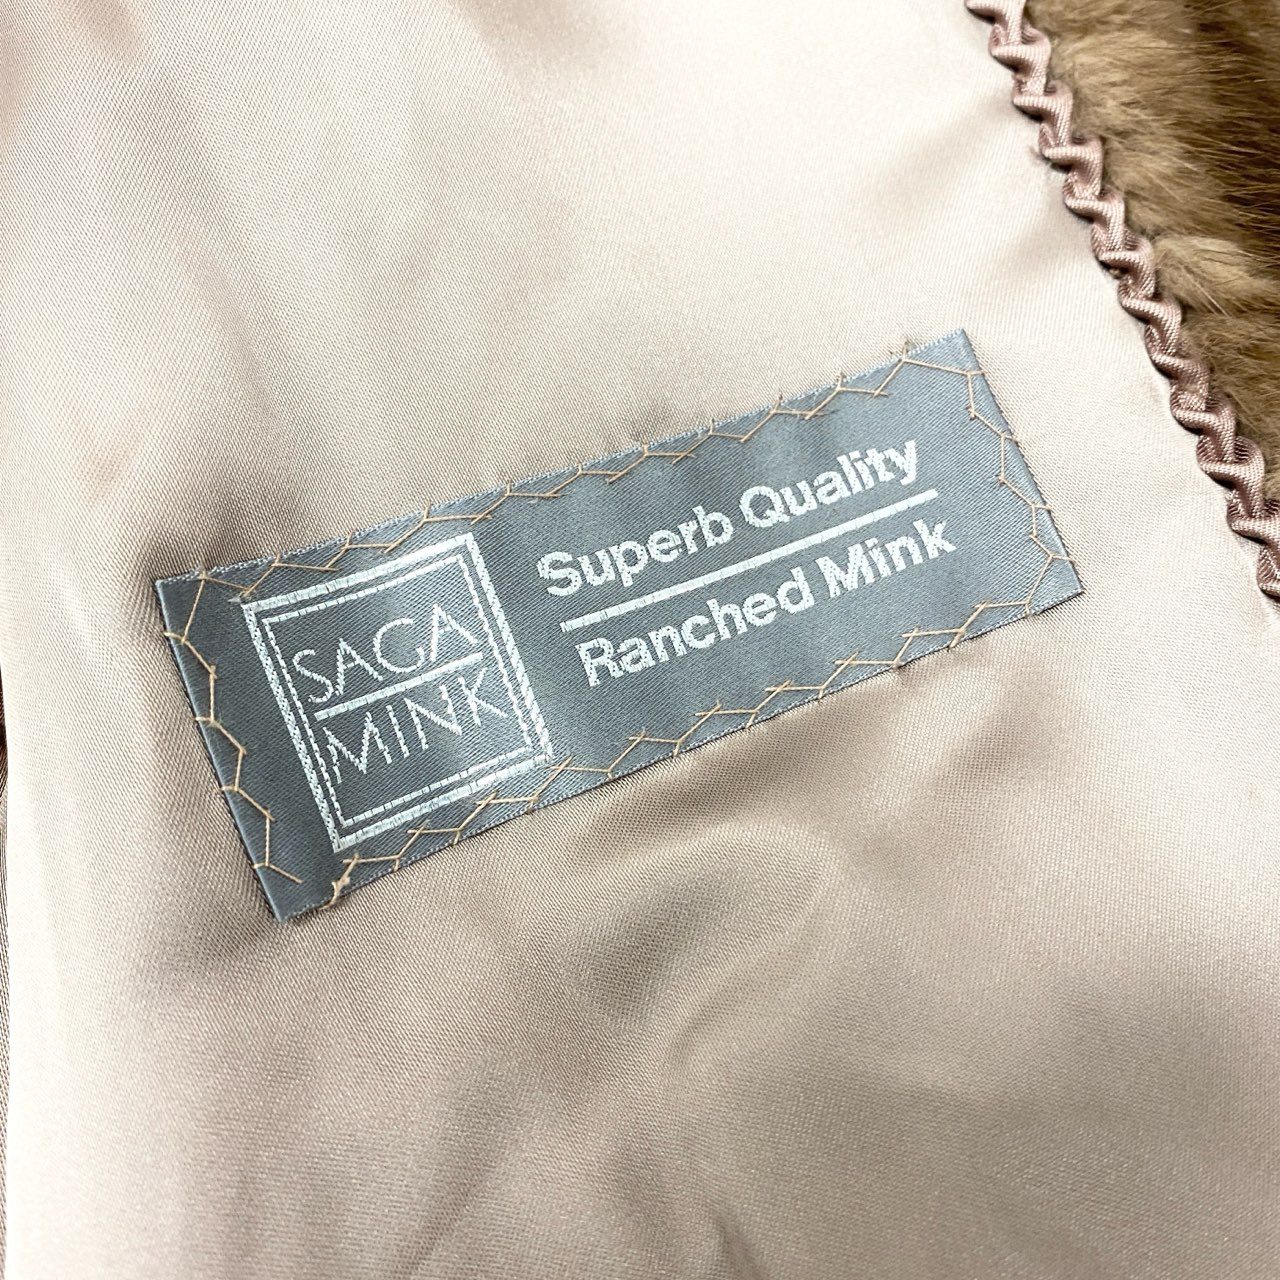 SAGA
MINK
Superb Quality
Ranched Mink